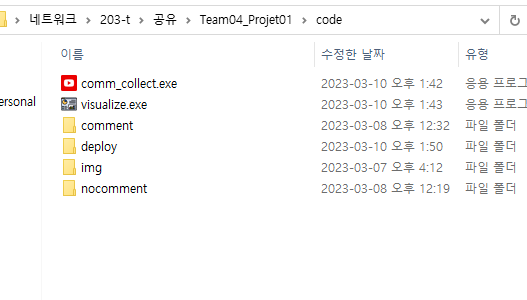 네트워크 > 203-t > 공유 > Team04_Projet01 > code
이름 수정한 날짜 유형
ersonal
comm_collect.exe 2023-03-10 오후 1:42 응용 프로그
visualize.exe 2023-03-10 오후 1:43 응용 프로그
comment 2023-03-08 오후 12:32 파일 폴더
deploy 2023-03-10 오후 1:50 파일 폴더
img 2023-03-07 오후 4:12 파일 폴더
nocomment 2023-03-08 오후 12:19 파일 폴더